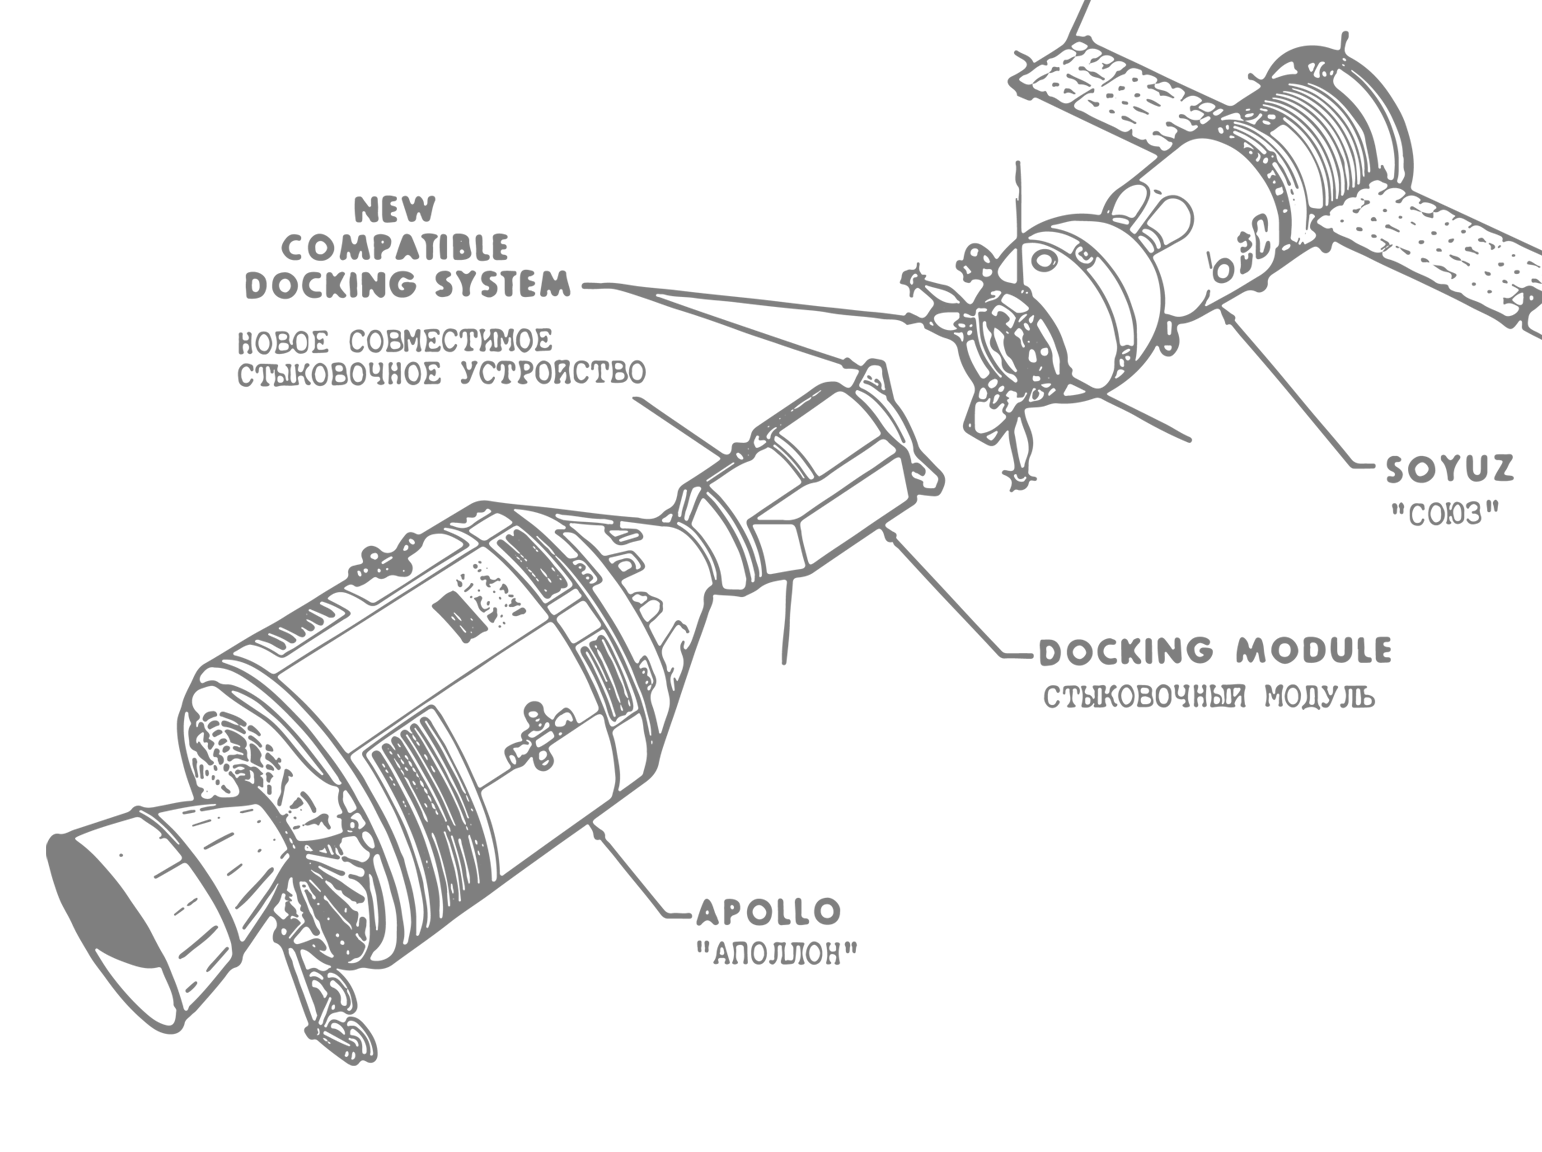 NEW
COMPATIBLE
DOCKING SYSTEM
НОВОЕ СОВМЕСТИМОЕ
СТЫКОВОЧНОЕ УСТРОЙСТВО
SOYUZ
"СОЮЗ"
DOCKING MODULE
СТЫКОВОЧНЫЙ МОДУЛЬ
APOLLO
"АПОЛЛОН"